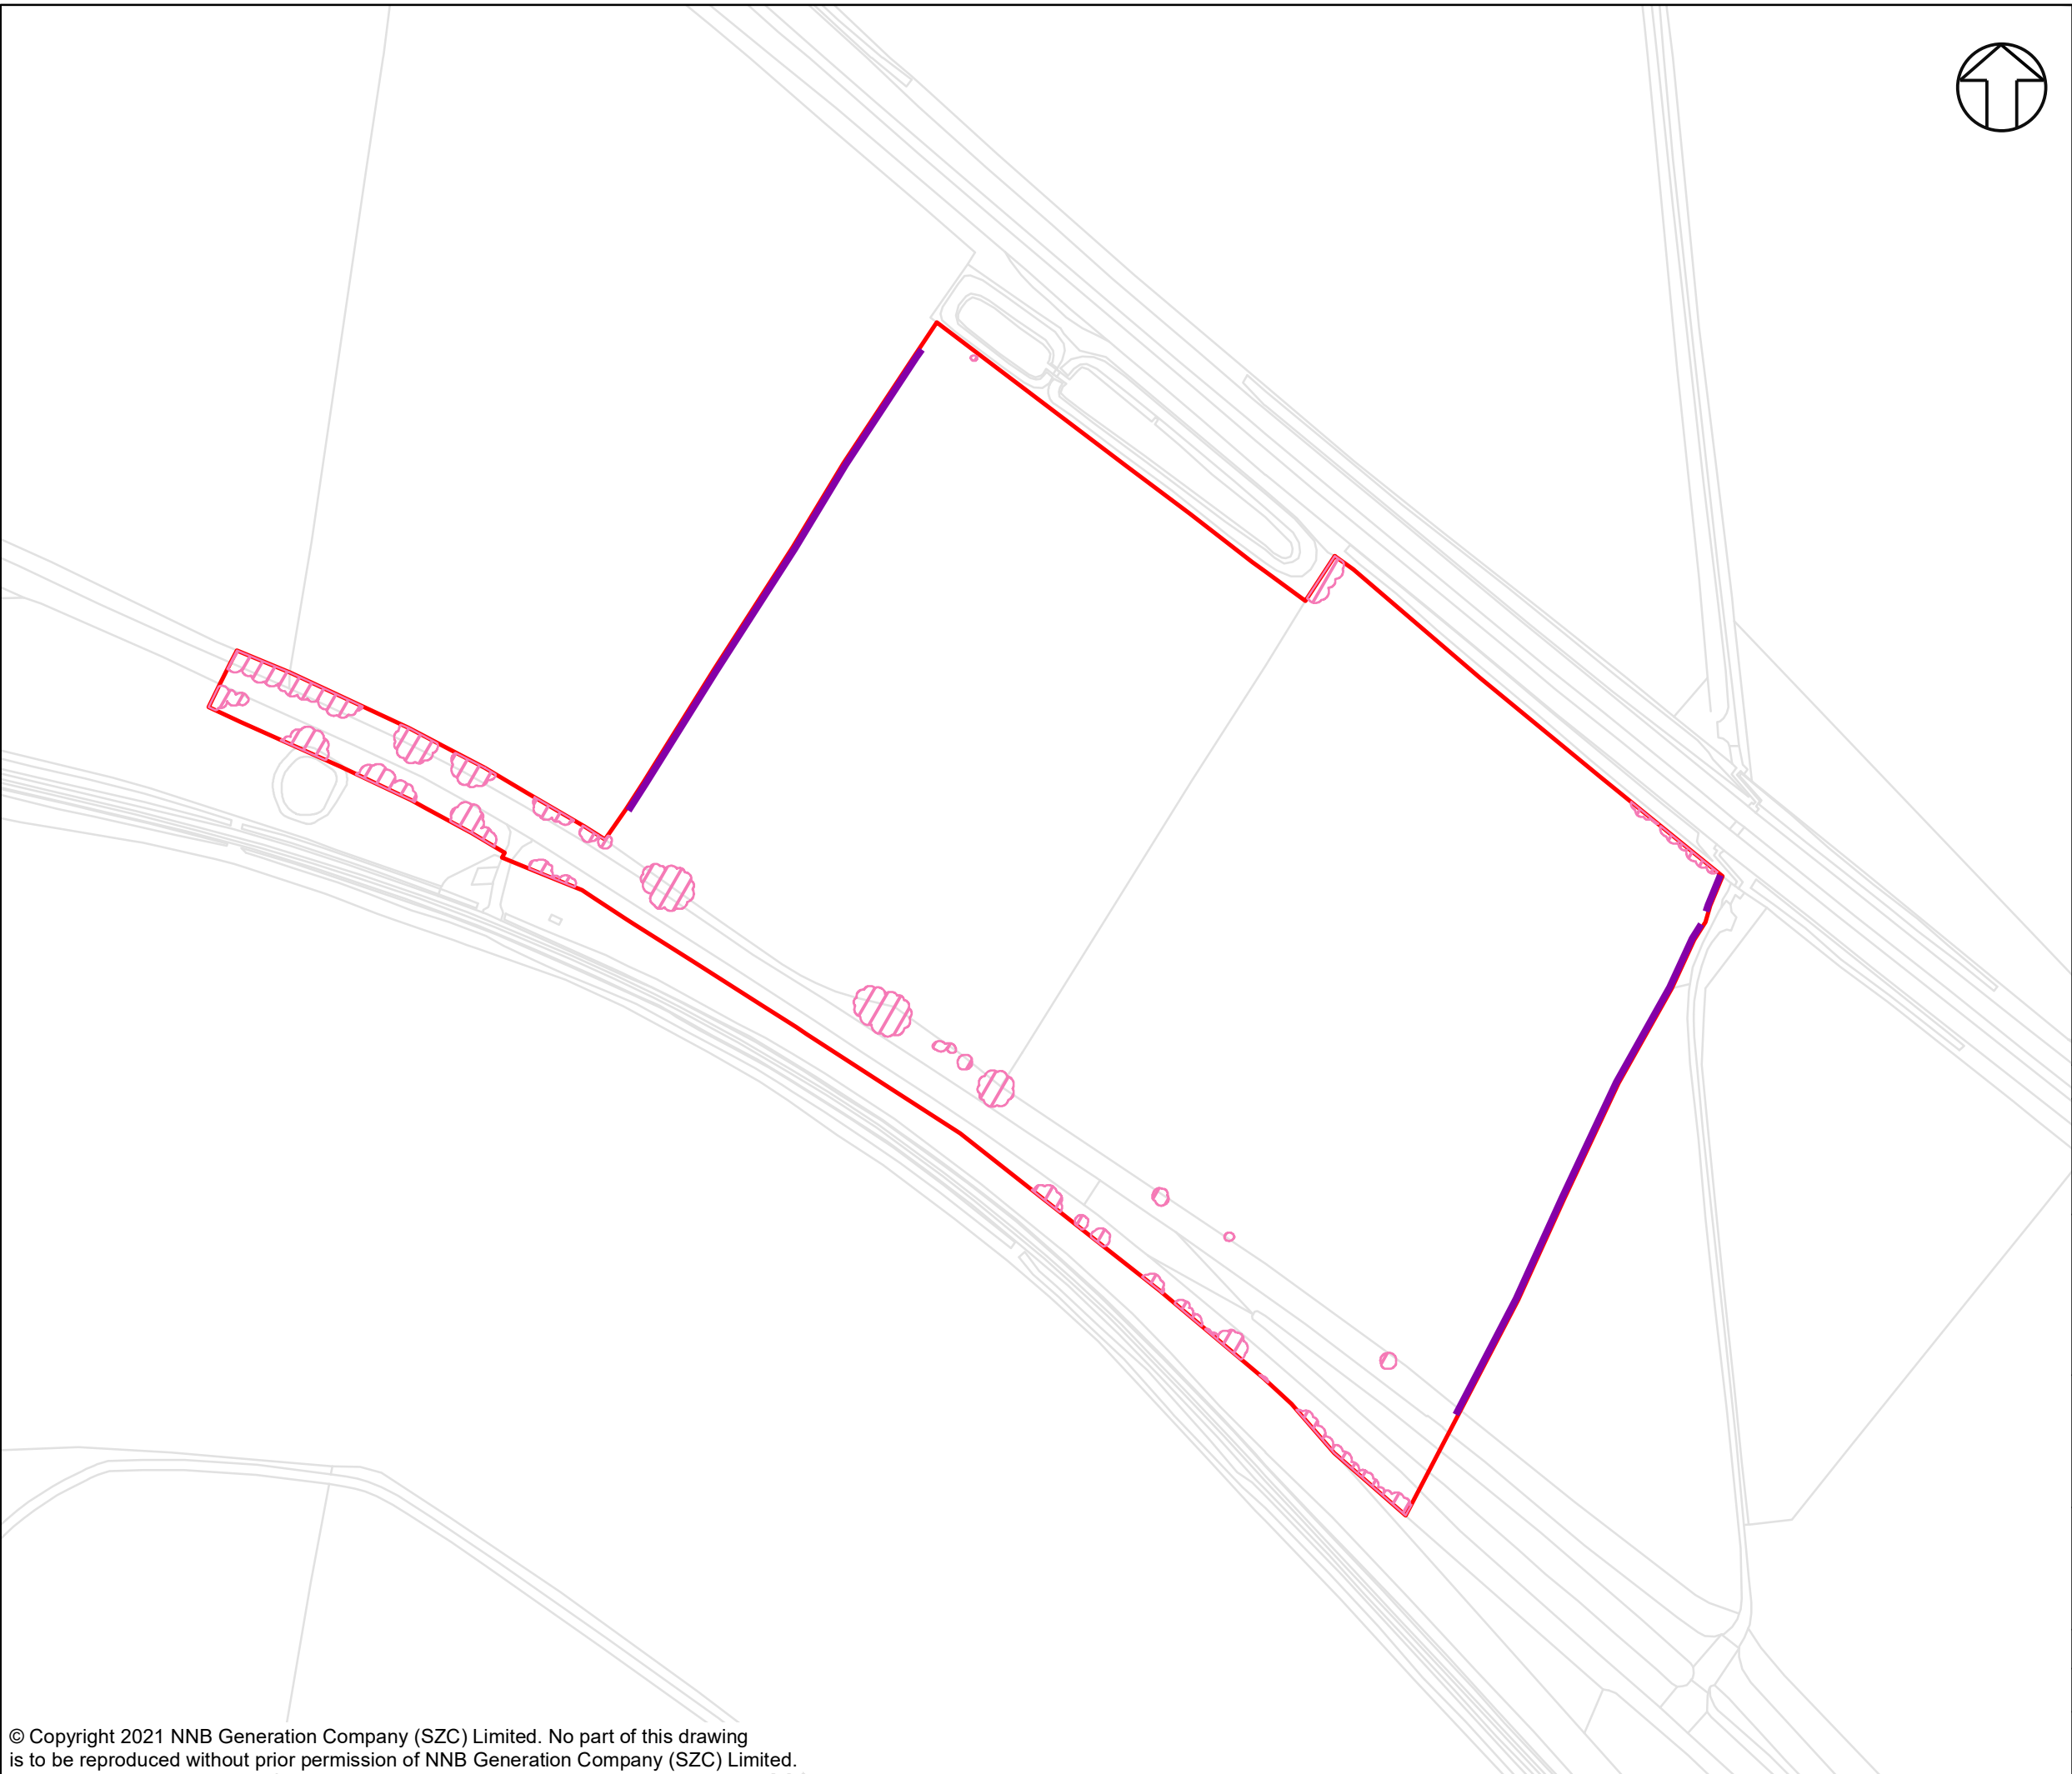 © Copyright 2021 NNB Generation Company (SZC) Limited. No part of this drawing
is to be reproduced without prior permission of NNB Generation Company (SZC) Limited.